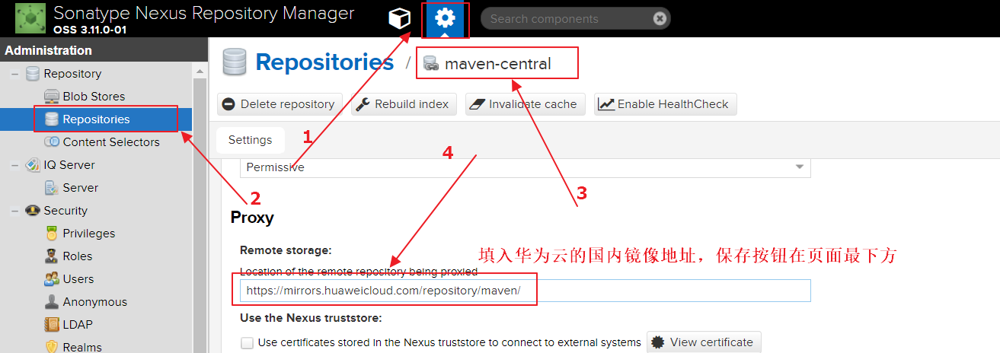 Sonatype Nexus Repository Manager
OSS 3.11.0-01
Search components
Administration
Repository
Blob Stores
Repositories
Content Selectors
IQ Server
Server
Security
Privileges
Roles
Users
Anonymous
LDAP
Realms
Repositories / maven-central
Delete repository
Rebuild index
Invalidate cache
Enable HealthCheck
Settings
1
4
2
3
Permissive
Proxy
Remote storage:
填入华为云的国内镜像地址，保存按钮在页面最下方
Location of the remote repository being proxied
https://mirrors.huaweicloud.com/repository/maven/
Use the Nexus truststore:
Use certificates stored in the Nexus truststore to connect to external systems
View certificate